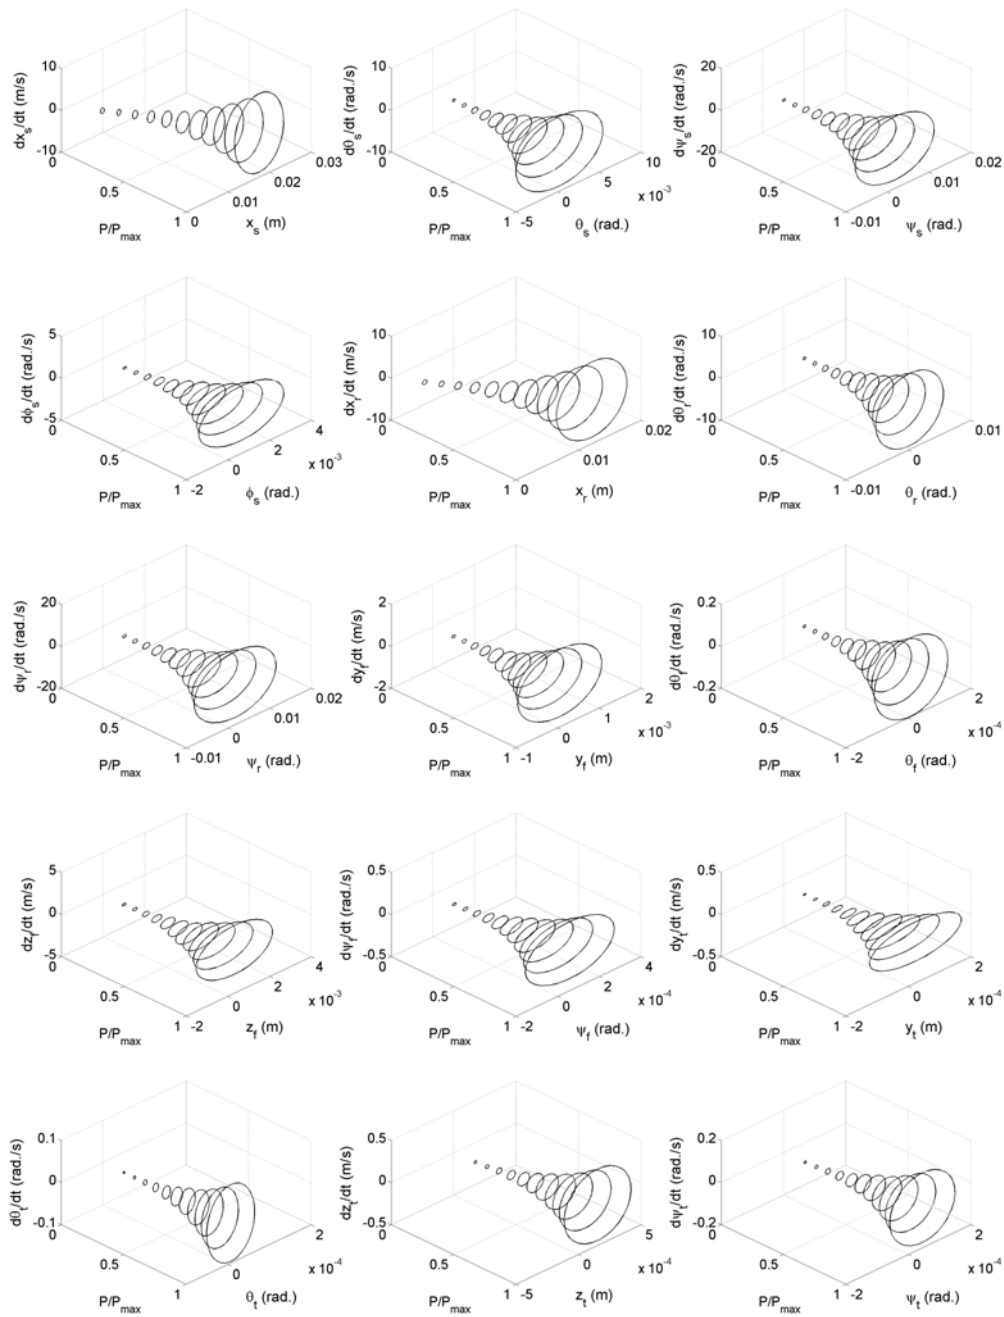 dx_s/dt (m/s)
10
0
-10
0
0.5
1
P/P_max
0
0.01
0.02
0.03
x_s (m)
dθ_s/dt (rad./s)
10
0
-10
0
0.5
1
P/P_max
-5
0
5
10
x 10^-3
θ_s (rad.)
dψ_s/dt (rad./s)
20
0
-20
0
0.5
1
P/P_max
-0.01
0
0.01
0.02
ψ_s (rad.)
dϕ_s/dt (rad./s)
5
0
-5
0
0.5
1
P/P_max
-2
0
2
4
x 10^-3
ϕ_s (rad.)
dx_r/dt (m/s)
10
0
-10
0
0.5
1
P/P_max
0
0.01
0.02
x_r (m)
dθ_r/dt (rad./s)
10
0
-10
0
0.5
1
P/P_max
-0.01
0
0.01
θ_r (rad.)
dψ_r/dt (rad./s)
20
0
-20
0
0.5
1
P/P_max
-0.01
0
0.01
0.02
ψ_r (rad.)
dy_f/dt (m/s)
2
0
-2
0
0.5
1
P/P_max
-1
0
1
2
x 10^-3
y_f (m)
dθ_f/dt (rad./s)
0.2
0
-0.2
0
0.5
1
P/P_max
-2
0
2
x 10^-4
θ_f (rad.)
dz_f/dt (m/s)
5
0
-5
0
0.5
1
P/P_max
-2
0
2
4
x 10^-3
z_f (m)
dψ_f/dt (rad./s)
0.5
0
-0.5
0
0.5
1
P/P_max
-2
0
2
4
x 10^-4
ψ_f (rad.)
dy_t/dt (m/s)
0.5
0
-0.5
0
0.5
1
P/P_max
-2
0
2
x 10^-4
y_t (m)
dθ_t/dt (rad./s)
0.1
0
-0.1
0
0.5
1
P/P_max
0
2
x 10^-4
θ_t (rad.)
dz_t/dt (m/s)
0.5
0
-0.5
0
0.5
1
P/P_max
-5
0
5
x 10^-4
z_t (m)
dψ_t/dt (rad./s)
0.2
0
-0.2
0
0.5
1
P/P_max
-2
0
2
x 10^-4
ψ_t (rad.)